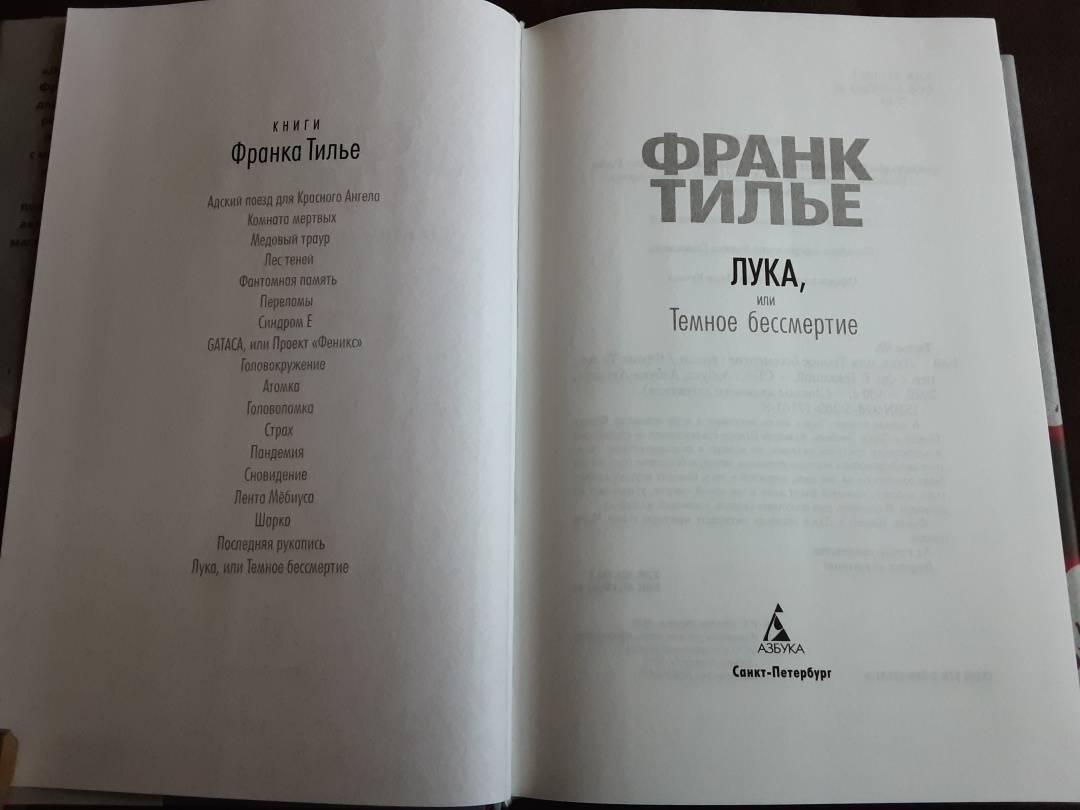 КНИГИ
Франка Тилье
Адский поезд для Красного Ангела
Комната мертвых
Медовый траур
Лес теней
Фантомная память
Переломы
Синдром Е
GATACA, или Проект «Феникс»
Головокружение
Атомка
Головоломка
Страх
Пандемия
Сновидение
Лента Мёбиуса
Шарко
Последняя рукопись
Лука, или Темное бессмертие
ФРАНК
ТИЛЬЕ
ЛУКА,
или
Темное бессмертие
АЗБУКА
Санкт-Петербург